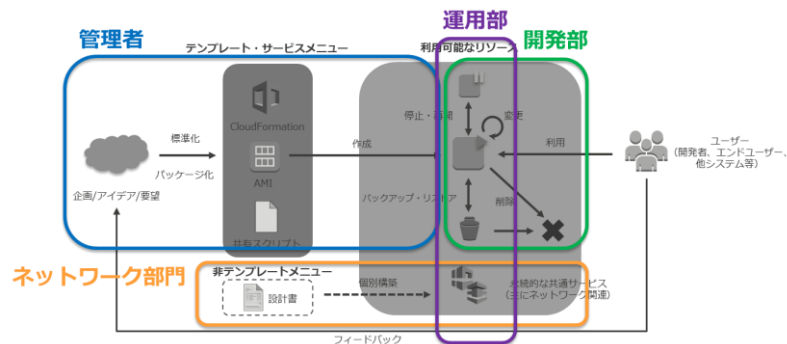 運用部
管理者
テンプレート・サービスメニュー
利用可能なリソース
開発部
CloudFormation
停止・再開
変更
標準化
作成
利用
ユーザー
(開発者、エンドユーザー、
他システム等)
パッケージ化
AMI
企画/アイデア/要望
バックアップ・リストア
削除
共有スクリプト
ネットワーク部門
非テンプレートメニュー
個別構築
永続的な共通サービス
(主にネットワーク関連)
設計書
フィードバック